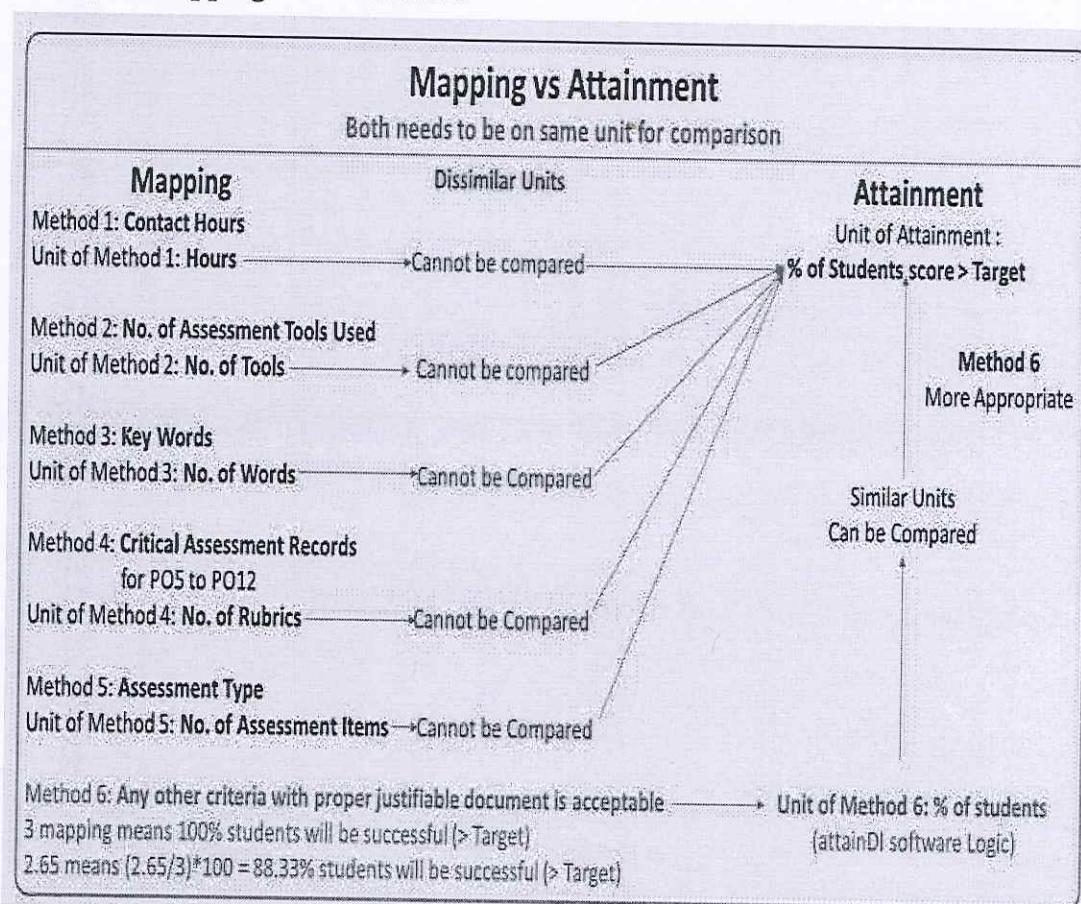 Mapping vs Attainment
Both needs to be on same unit for comparison
Mapping
Dissimilar Units
Attainment
Method 1: Contact Hours
Unit of Attainment :
Unit of Method 1: Hours
Cannot be compared
% of Students score > Target
Method 2: No. of Assessment Tools Used
Unit of Method 2: No. of Tools
Cannot be compared
Method 6
More Appropriate
Method 3: Key Words
Unit of Method 3: No. of Words
Cannot be Compared
Similar Units
Can be Compared
Method 4: Critical Assessment Records
for PO5 to PO12
Unit of Method 4: No. of Rubrics
Cannot be Compared
Method 5: Assessment Type
Unit of Method 5: No. of Assessment Items
Cannot be Compared
Method 6: Any other criteria with proper justifiable document is acceptable
Unit of Method 6: % of students
3 mapping means 100% students will be successful (> Target)
(attainDI software Logic)
2.65 means (2.65/3)*100 = 88.33% students will be successful (> Target)